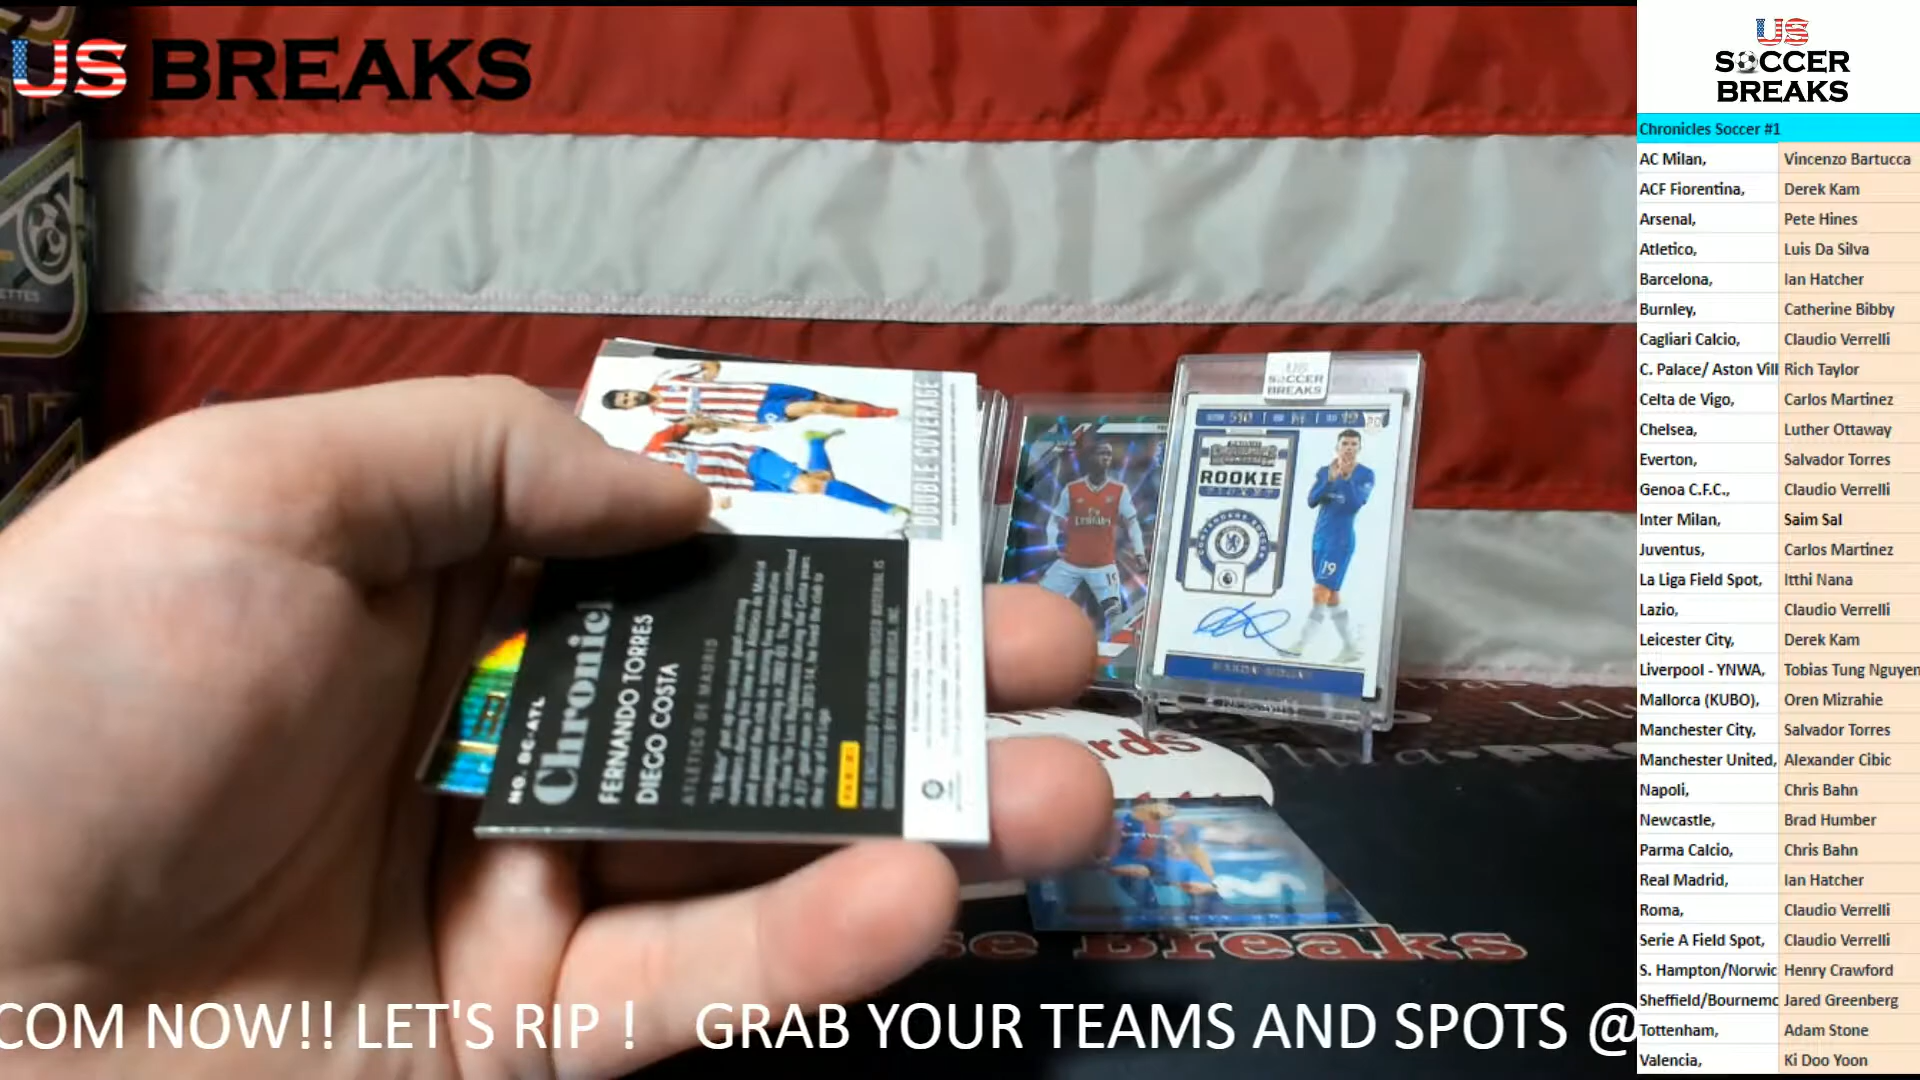 US BREAKS
US
SOCCER
BREAKS
Chronicles Soccer #1
AC Milan, Vincenzo Bartucca
ACF Fiorentina, Derek Kam
Arsenal, Pete Hines
Atletico, Luis Da Silva
Barcelona, Ian Hatcher
Burnley, Catherine Bibby
Cagliari Calcio, Claudio Verrelli
C. Palace/ Aston Vill Rich Taylor
Celta de Vigo, Carlos Martinez
Chelsea, Luther Ottaway
Everton, Salvador Torres
Genoa C.F.C., Claudio Verrelli
Inter Milan, Saim Sal
Juventus, Carlos Martinez
La Liga Field Spot, Itthi Nana
Lazio, Claudio Verrelli
Leicester City, Derek Kam
Liverpool - YNWA, Tobias Tung Nguyen
Mallorca (KUBO), Oren Mizrahie
Manchester City, Salvador Torres
Manchester United, Alexander Cibic
Napoli, Chris Bahn
Newcastle, Brad Humber
Parma Calcio, Chris Bahn
Real Madrid, Ian Hatcher
Roma, Claudio Verrelli
Serie A Field Spot, Claudio Verrelli
S. Hampton/Norwic Henry Crawford
Sheffield/Bournemo Jared Greenberg
Tottenham, Adam Stone
Valencia, Ki Doo Yoon
DOUBLE COVERAGE
NO. DC-ATL
Chronicl
FERNANDO TORRES
DIEGO COSTA
ATLETICO DE MADRID
US
SOCCER
BREAKS
ROOKIE
19
rds
se Breaks
COM NOW!! LET'S RIP ! GRAB YOUR TEAMS AND SPOTS @